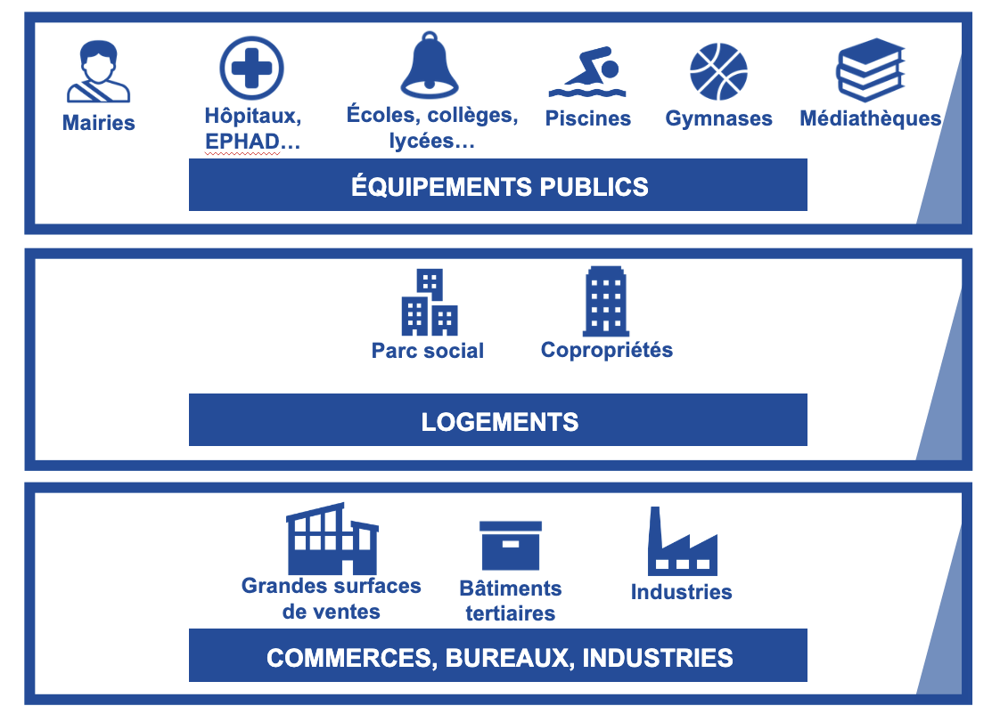 Mairies
Hôpitaux,
EPHAD…
Écoles, collèges,
lycées…
Piscines
Gymnases
Médiathèques
ÉQUIPEMENTS PUBLICS
Parc social
Copropriétés
LOGEMENTS
Grandes surfaces
de ventes
Bâtiments
tertiaires
Industries
COMMERCES, BUREAUX, INDUSTRIES